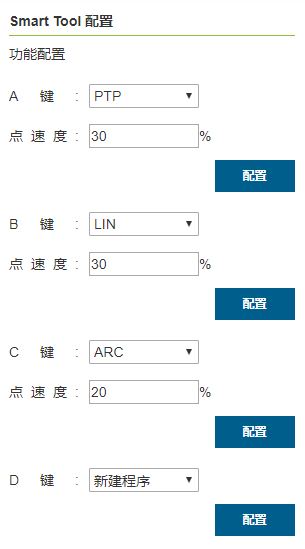 Smart Tool 配置
功能配置
A 键 : PTP
点 速 度 : 30 %
配置
B 键 : LIN
点 速 度 : 30 %
配置
C 键 : ARC
点 速 度 : 20 %
配置
D 键 : 新建程序
配置